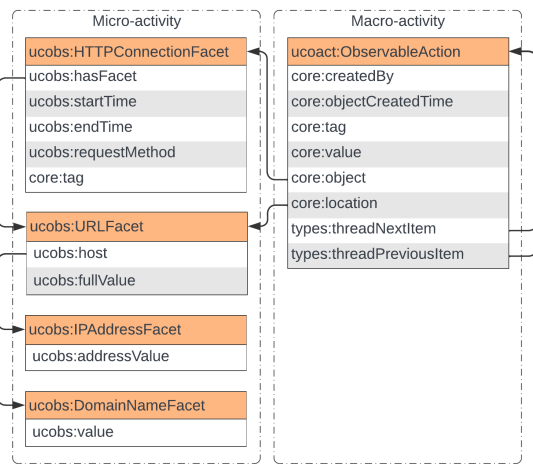 Micro-activity
ucobs:HTTPConnectionFacet
ucobs:hasFacet
ucobs:startTime
ucobs:endTime
ucobs:requestMethod
core:tag
ucobs:URLFacet
ucobs:host
ucobs:fullValue
ucobs:IPAddressFacet
ucobs:addressValue
ucobs:DomainNameFacet
ucobs:value
Macro-activity
ucoact:ObservableAction
core:createdBy
core:objectCreatedTime
core:tag
core:value
core:object
core:location
types:threadNextItem
types:threadPreviousItem